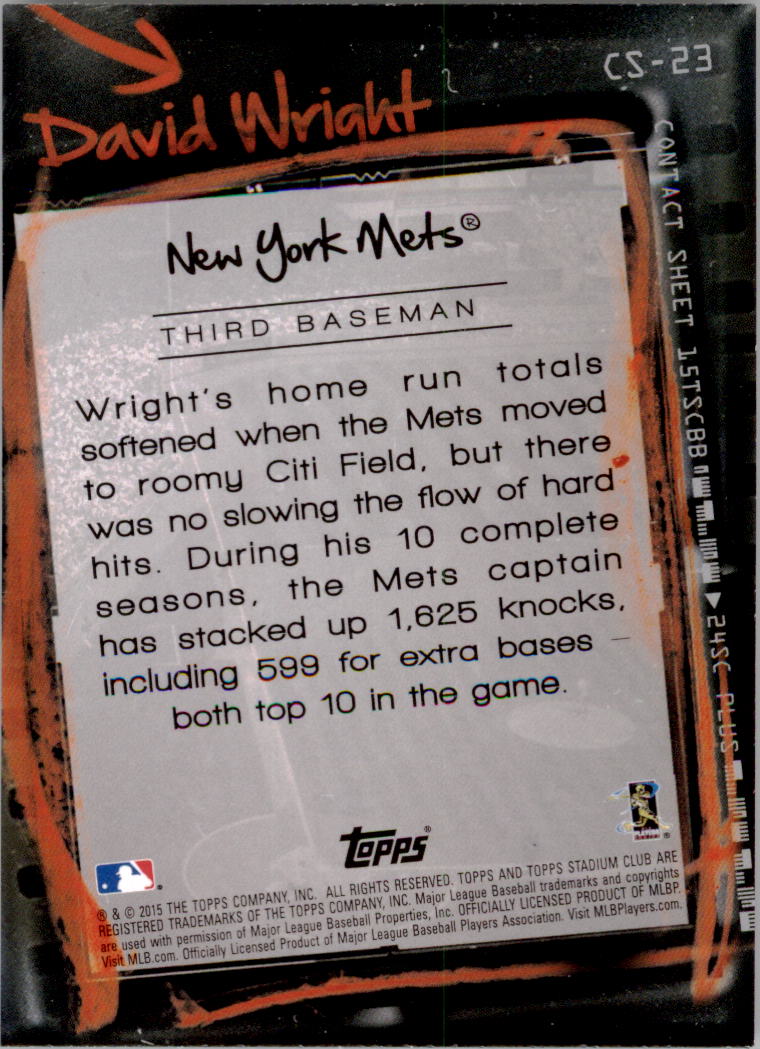 CS-23
David Wright
New York Mets®
THIRD BASEMAN
Wright's home run totals
softened when the Mets moved
to roomy Citi Field, but there
was no slowing the flow of hard
hits. During his 10 complete
seasons, the Mets captain
has stacked up 1,625 knocks,
including 599 for extra bases –
both top 10 in the game.
CONTACT SHEET 15TSCBB
24SC PLUS
topps®
® & © 2015 THE TOPPS COMPANY, INC. ALL RIGHTS RESERVED. TOPPS AND TOPPS STADIUM CLUB ARE
REGISTERED TRADEMARKS OF THE TOPPS COMPANY, INC. Major League Baseball trademarks and copyrights
are used with permission of Major League Baseball Properties, Inc. OFFICIALLY LICENSED PRODUCT OF MLBP.
Visit MLB.com. Officially Licensed Product of Major League Baseball Players Association. Visit MLBPlayers.com.